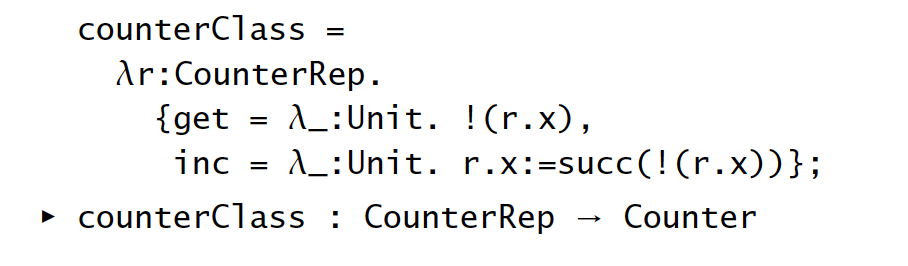 counterClass =
λr:CounterRep.
{get = λ_:Unit. !(r.x),
inc = λ_:Unit. r.x:=succ(!(r.x))};
▸ counterClass : CounterRep → Counter